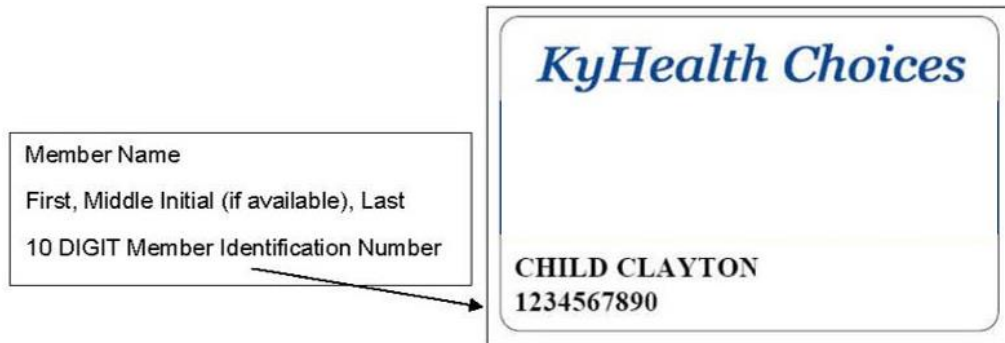 KyHealth Choices
Member Name
First, Middle Initial (if available), Last
10 DIGIT Member Identification Number
CHILD CLAYTON
1234567890